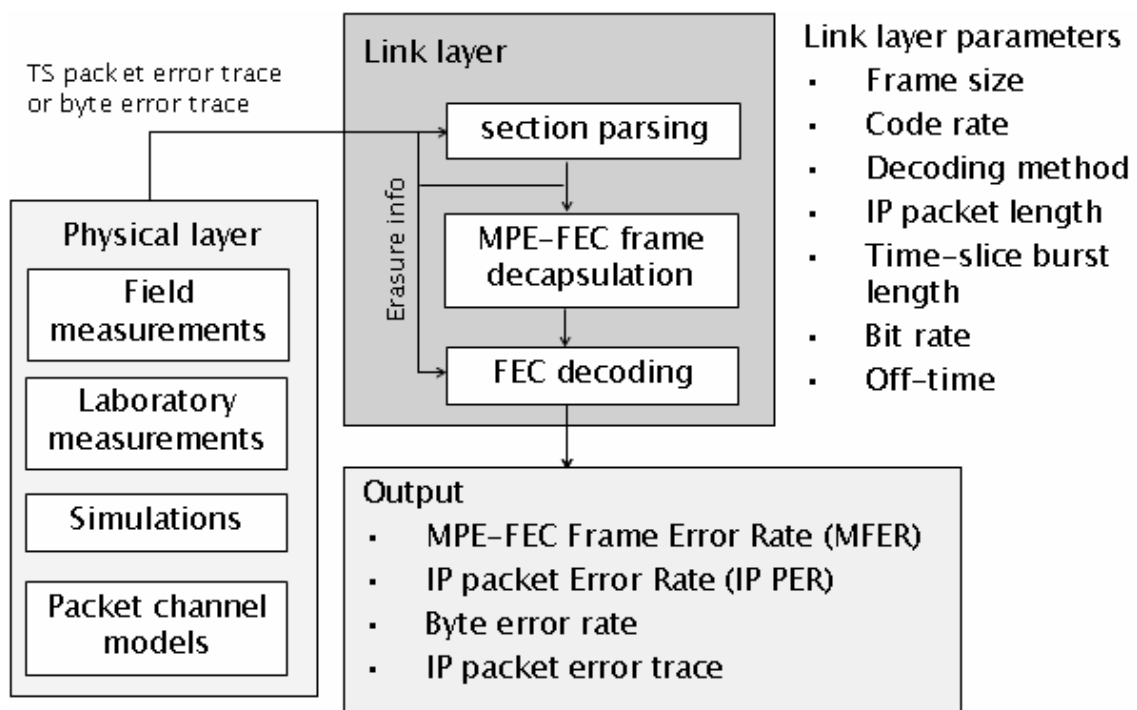 TS packet error trace
or byte error trace
Physical layer
Field
measurements
Laboratory
measurements
Simulations
Packet channel
models
Link layer
section parsing
Erasure info
MPE-FEC frame
decapsulation
FEC decoding
Link layer parameters
· Frame size
· Code rate
· Decoding method
· IP packet length
· Time-slice burst
length
· Bit rate
· Off-time
Output
· MPE-FEC Frame Error Rate (MFER)
· IP packet Error Rate (IP PER)
· Byte error rate
· IP packet error trace